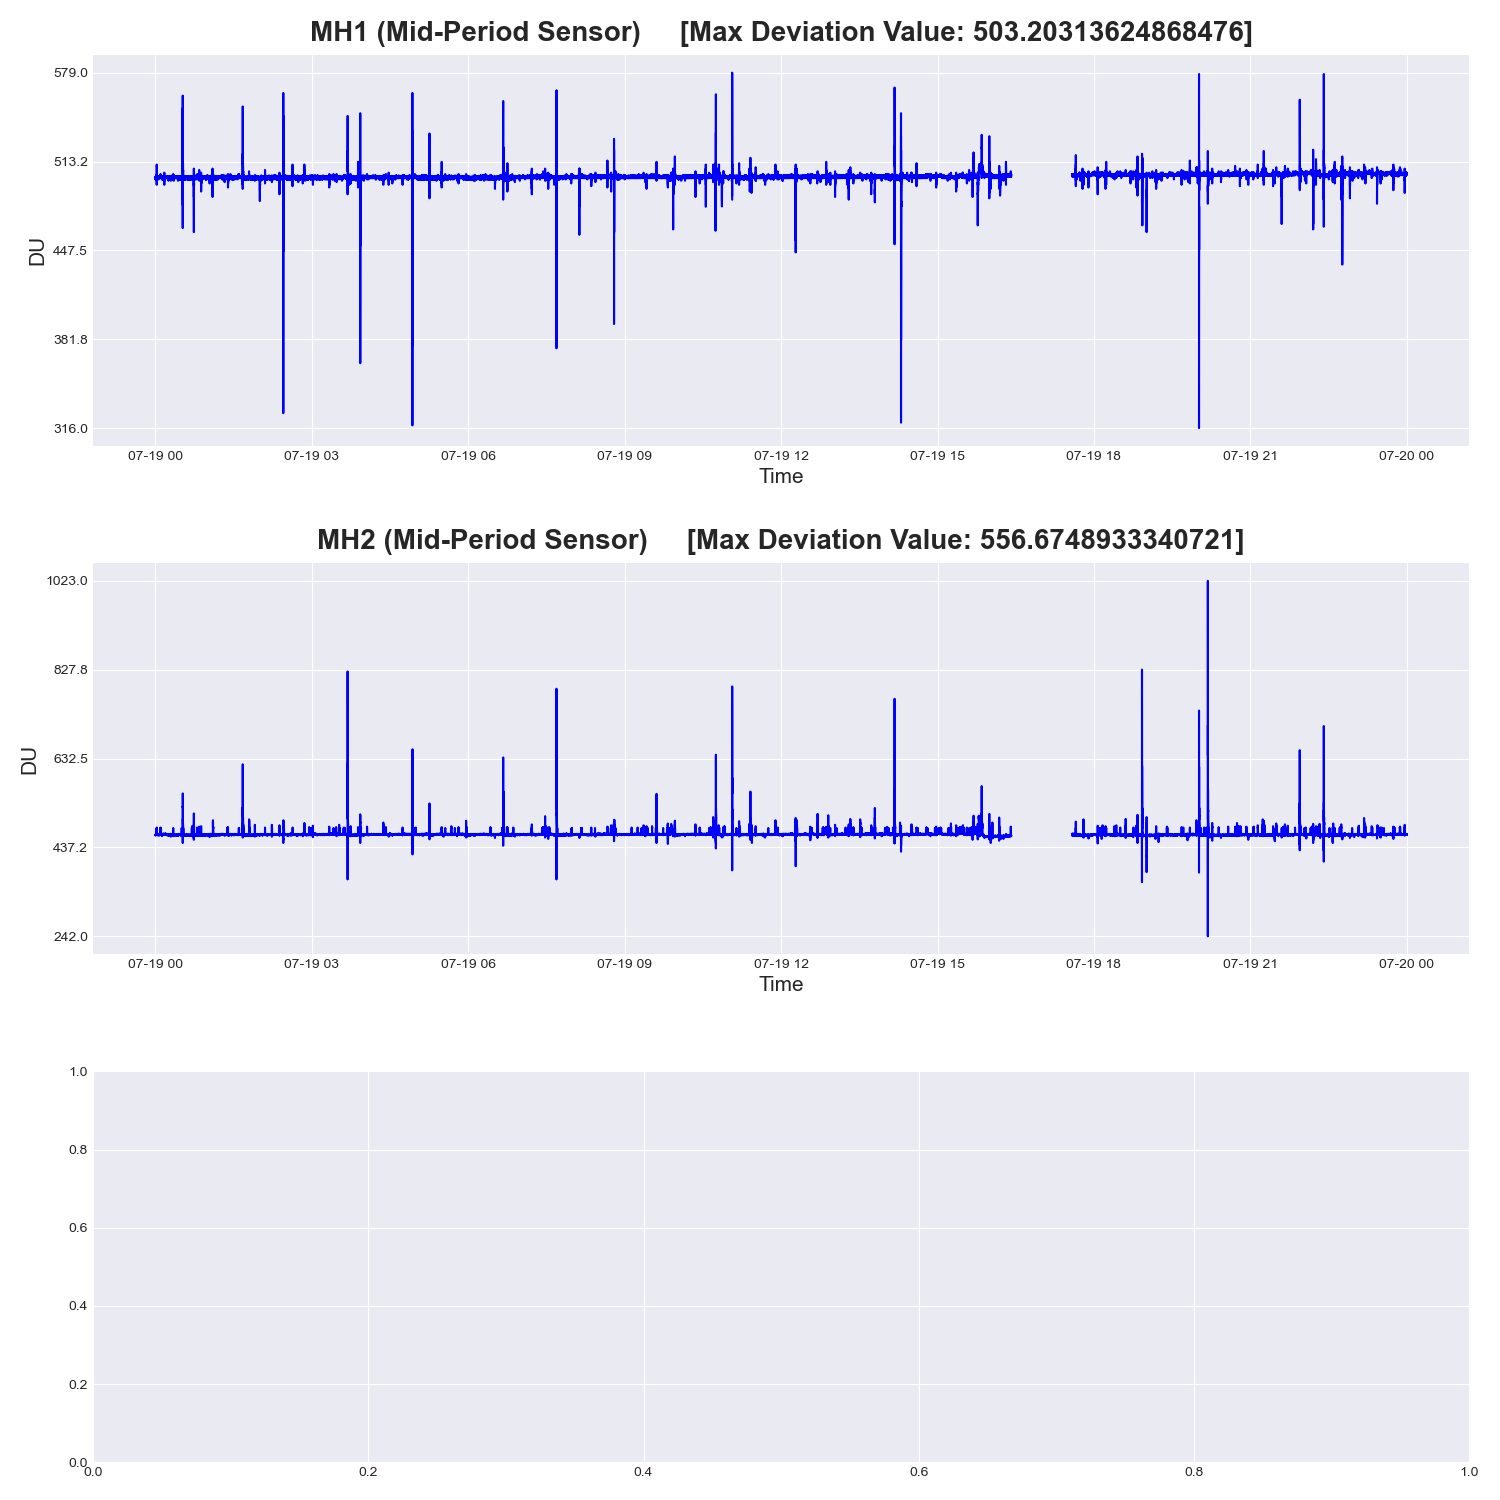 MH1 (Mid-Period Sensor) [Max Deviation Value: 503.20313624868476]
579.0
513.2
447.5
381.8
316.0
DU
07-19 00 07-19 03 07-19 06 07-19 09 07-19 12 07-19 15 07-19 18 07-19 21 07-20 00
Time
MH2 (Mid-Period Sensor) [Max Deviation Value: 556.6748933340721]
1023.0
827.8
632.5
437.2
242.0
DU
07-19 00 07-19 03 07-19 06 07-19 09 07-19 12 07-19 15 07-19 18 07-19 21 07-20 00
Time
1.0
0.8
0.6
0.4
0.2
0.0
0.0 0.2 0.4 0.6 0.8 1.0